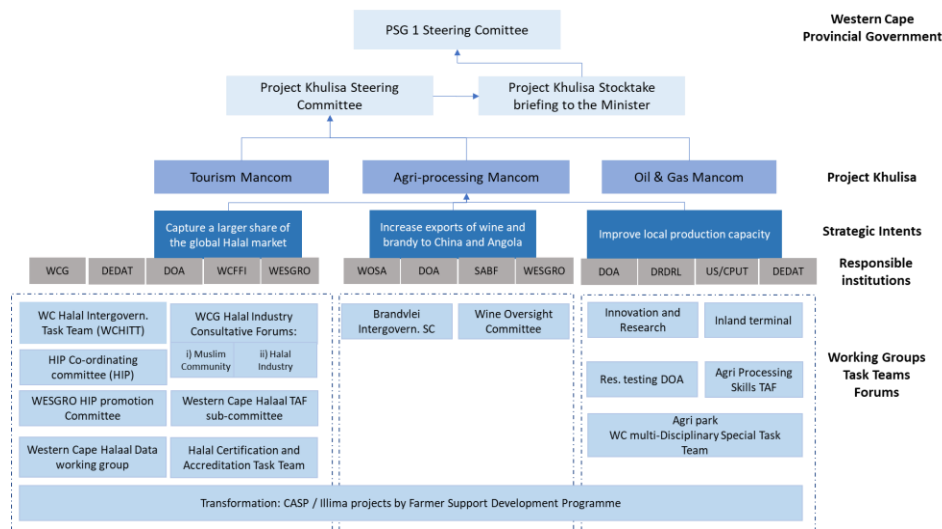 Western Cape
Provincial Government
PSG 1 Steering Comittee
Project Khulisa Steering
Committee
Project Khulisa Stocktake
briefing to the Minister
Tourism Mancom
Agri-processing Mancom
Oil & Gas Mancom
Project Khulisa
Capture a larger share of
the global Halal market
Increase exports of wine and
brandy to China and Angola
Improve local production capacity
Strategic Intents
WCG
DEDAT
DOA
WCFFI
WESGRO
WOSA
DOA
SABF
WESGRO
DOA
DRDRL
US/CPUT
DEDAT
Responsible
institutions
WC Halal Intergovern.
Task Team (WCHITT)
WCG Halal Industry
Consultative Forums:
i) Muslim
Community
ii) Halal
Industry
HIP Co-ordinating
committee (HIP)
WESGRO HIP promotion
Committee
Western Cape Halaal TAF
sub-committee
Western Cape Halaal Data
working group
Halal Certification and
Accreditation Task Team
Brandvlei
Intergovern. SC
Wine Oversight
Committee
Innovation and
Research
Inland terminal
Res. testing DOA
Agri Processing
Skills TAF
Agri park
WC multi-Disciplinary Special Task
Team
Working Groups
Task Teams
Forums
Transformation: CASP / Illima projects by Farmer Support Development Programme